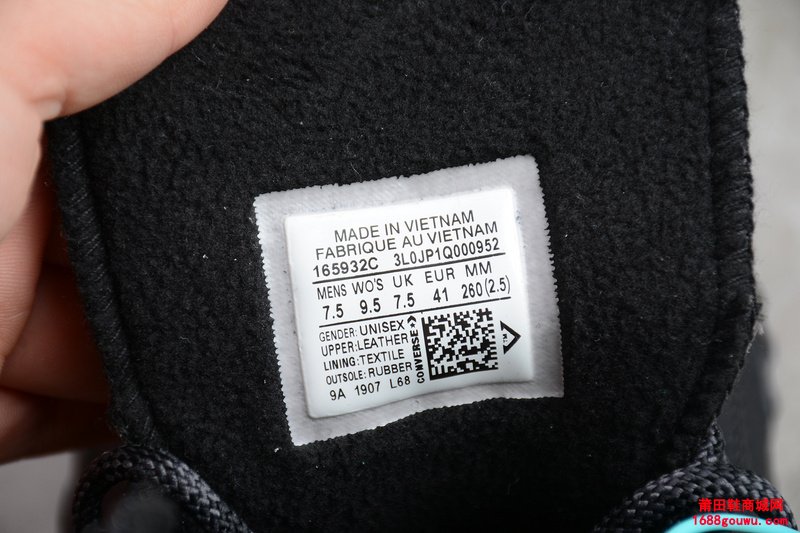 MADE IN VIETNAM
FABRIQUE AU VIETNAM
165932C 3L0JP1Q000952
MENS WO'S UK EUR MM
7.5 9.5 7.5 41 260(2.5)
GENDER: UNISEX
UPPER: LEATHER
LINING: TEXTILE
OUTSOLE: RUBBER
9A 1907 L68
CONVERSE
莆田鞋商城网
1688gouwu.com